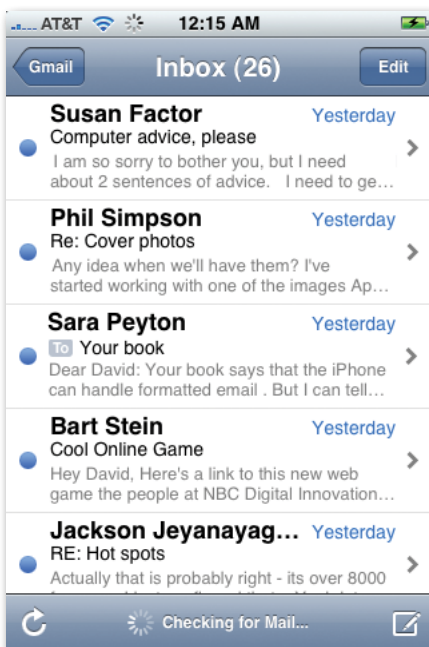 AT&T 12:15 AM
Gmail Inbox (26) Edit
Susan Factor Yesterday
Computer advice, please
I am so sorry to bother you, but I need
about 2 sentences of advice. I need to ge...
Phil Simpson Yesterday
Re: Cover photos
Any idea when we'll have them? I've
started working with one of the images Ap...
Sara Peyton Yesterday
To Your book
Dear David: Your book says that the iPhone
can handle formatted email . But I can tell...
Bart Stein Yesterday
Cool Online Game
Hey David, Here's a link to this new web
game the people at NBC Digital Innovation...
Jackson Jeyanayag... Yesterday
RE: Hot spots
Actually that is probably right - its over 8000
Checking for Mail...